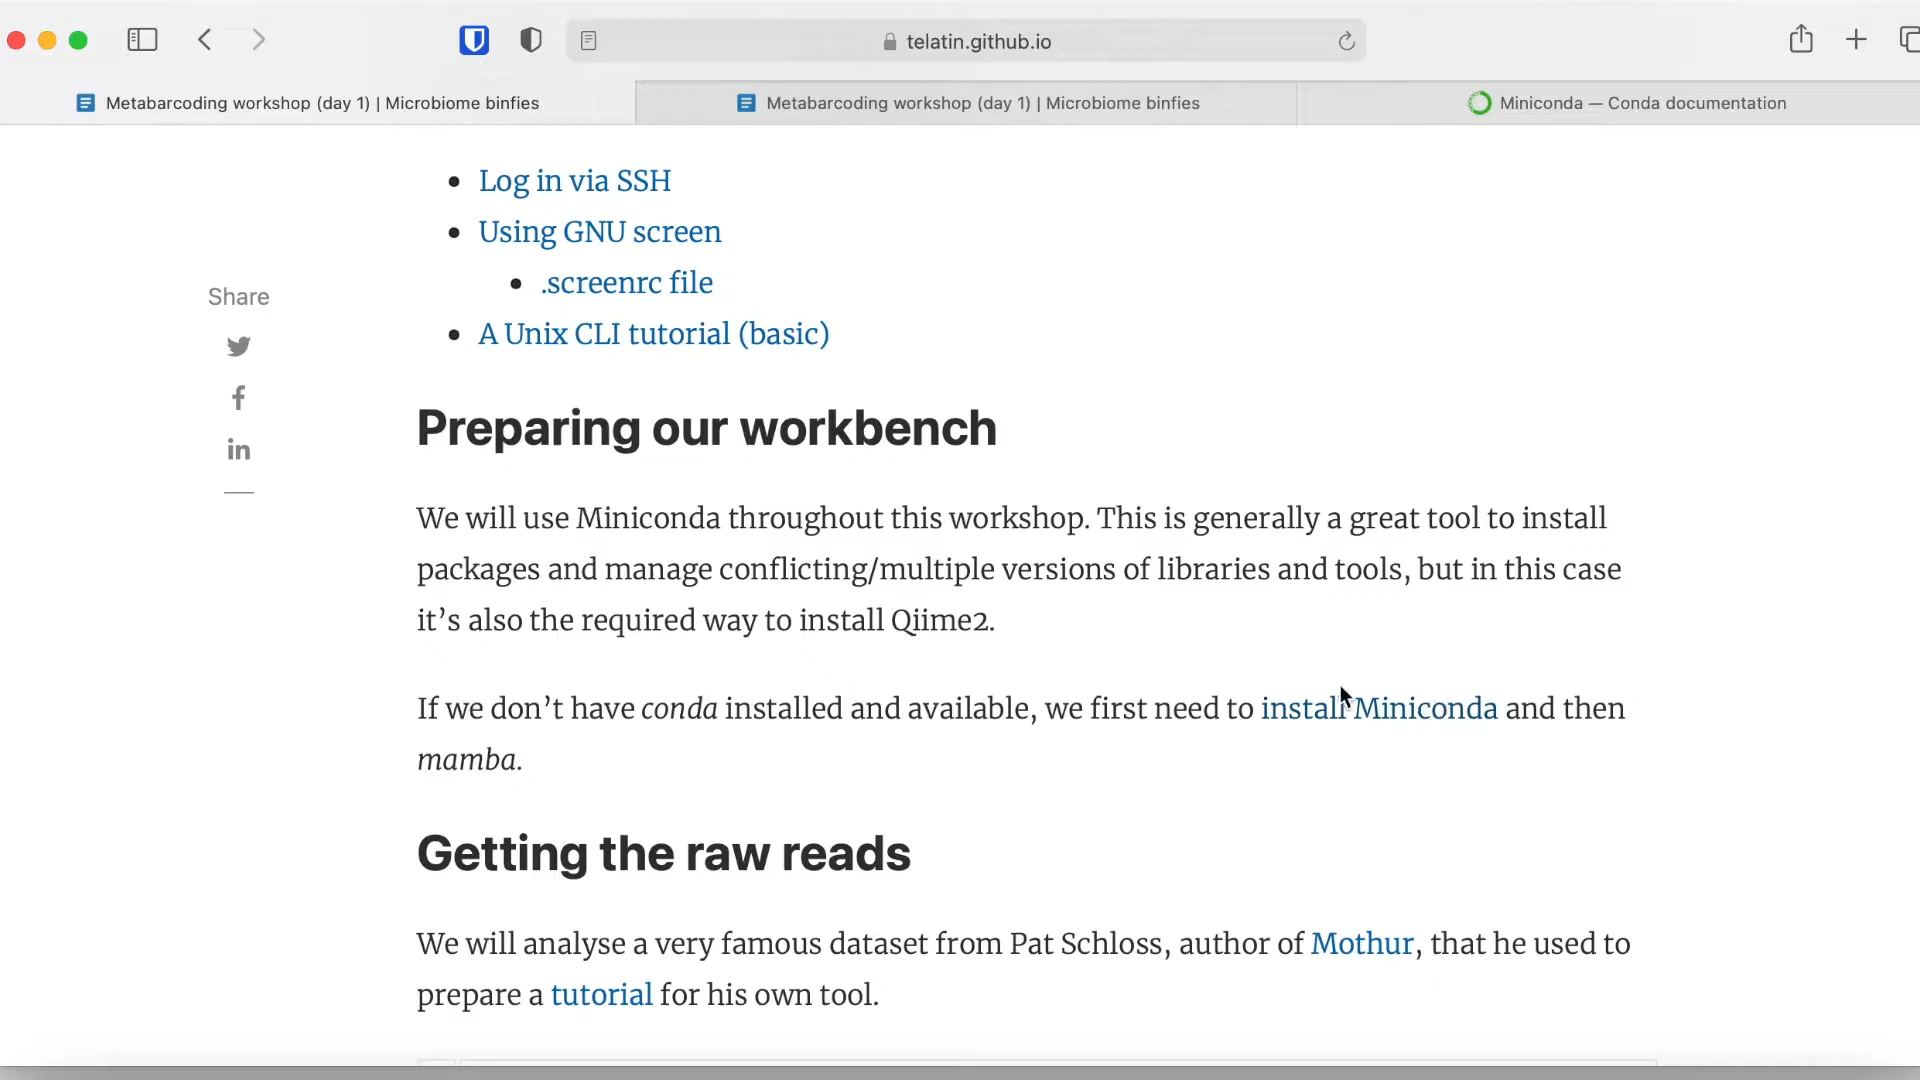 telatin.github.io
Metabarcoding workshop (day 1) | Microbiome binfies
Metabarcoding workshop (day 1) | Microbiome binfies
Miniconda — Conda documentation
Log in via SSH
Using GNU screen
.screenrc file
A Unix CLI tutorial (basic)
Share
Preparing our workbench
We will use Miniconda throughout this workshop. This is generally a great tool to install
packages and manage conflicting/multiple versions of libraries and tools, but in this case
it’s also the required way to install Qiime2.
If we don’t have conda installed and available, we first need to install Miniconda and then
mamba.
Getting the raw reads
We will analyse a very famous dataset from Pat Schloss, author of Mothur, that he used to
prepare a tutorial for his own tool.